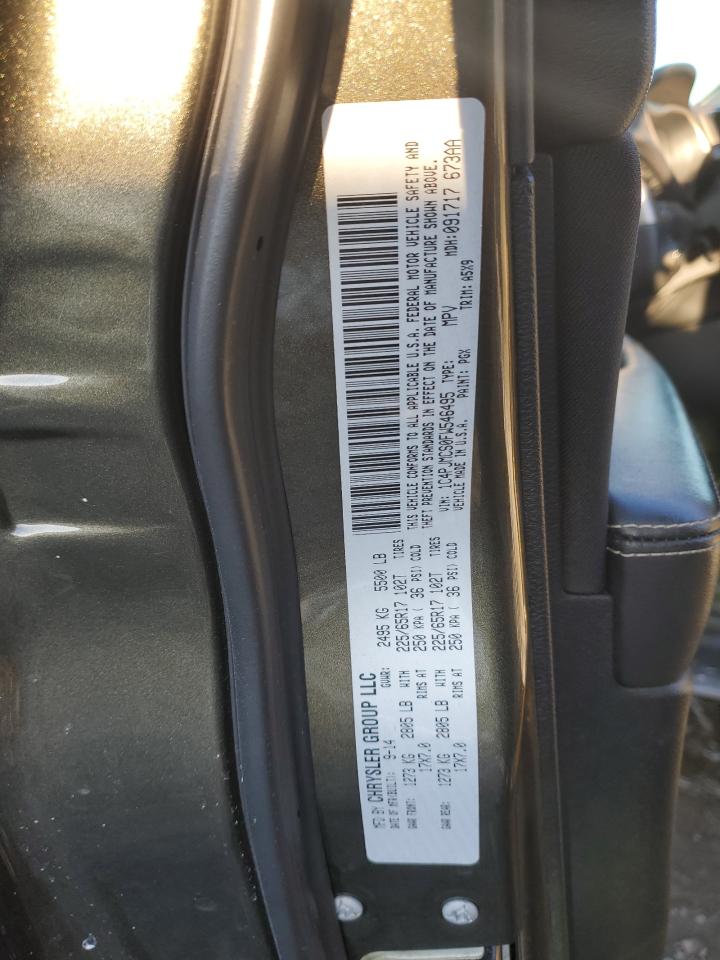 MFD BY CHRYSLER GROUP LLC
DATE OF MFR(BUILT): 9-14 GVWR: 2495 KG 5500 LB
GAWR FRONT: 1273 KG 2805 LB WITH 225/65R17 102T TIRES
17X7.0 RIMS AT 250 KPA ( 36 PSI) COLD
GAWR REAR: 1273 KG 2805 LB WITH 225/65R17 102T TIRES
17X7.0 RIMS AT 250 KPA ( 36 PSI) COLD
THIS VEHICLE CONFORMS TO ALL APPLICABLE U.S.A. FEDERAL MOTOR VEHICLE SAFETY AND
THEFT PREVENTION STANDARDS IN EFFECT ON THE DATE OF MANUFACTURE SHOWN ABOVE.
VIN: 1C4PJMCS0FW546495 TYPE: MPV MDH:091717 673AA
VEHICLE MADE IN U.S.A. PAINT: PGX TRIM: A5X9